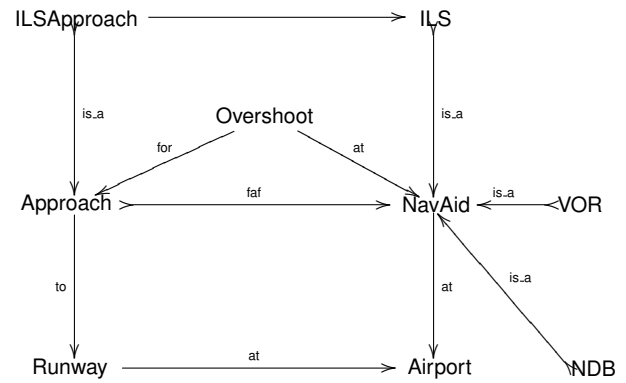 ILSApproach ILS
is_a is_a
Overshoot
for at
Approach faf NavAid is_a VOR
to at is_a
Runway at Airport NDB